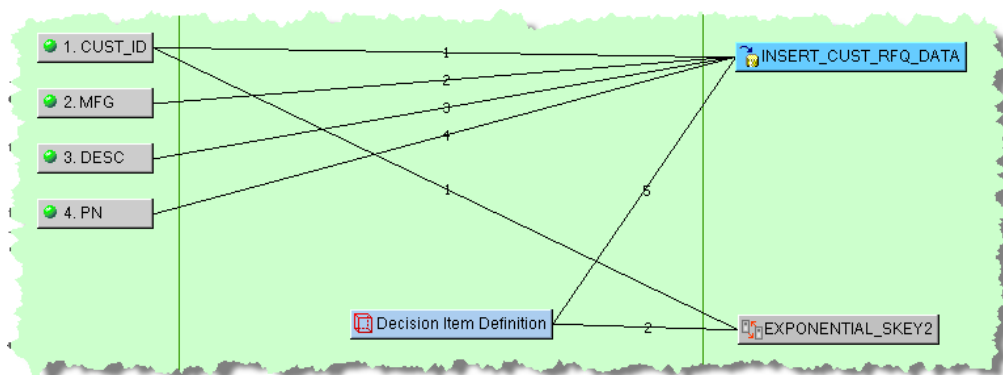 1. CUST_ID
1
INSERT_CUST_RFQ_DATA
2. MFG
2
3
3. DESC
4
1
5
4. PN
Decision Item Definition
2
EXPONENTIAL_SKEY2